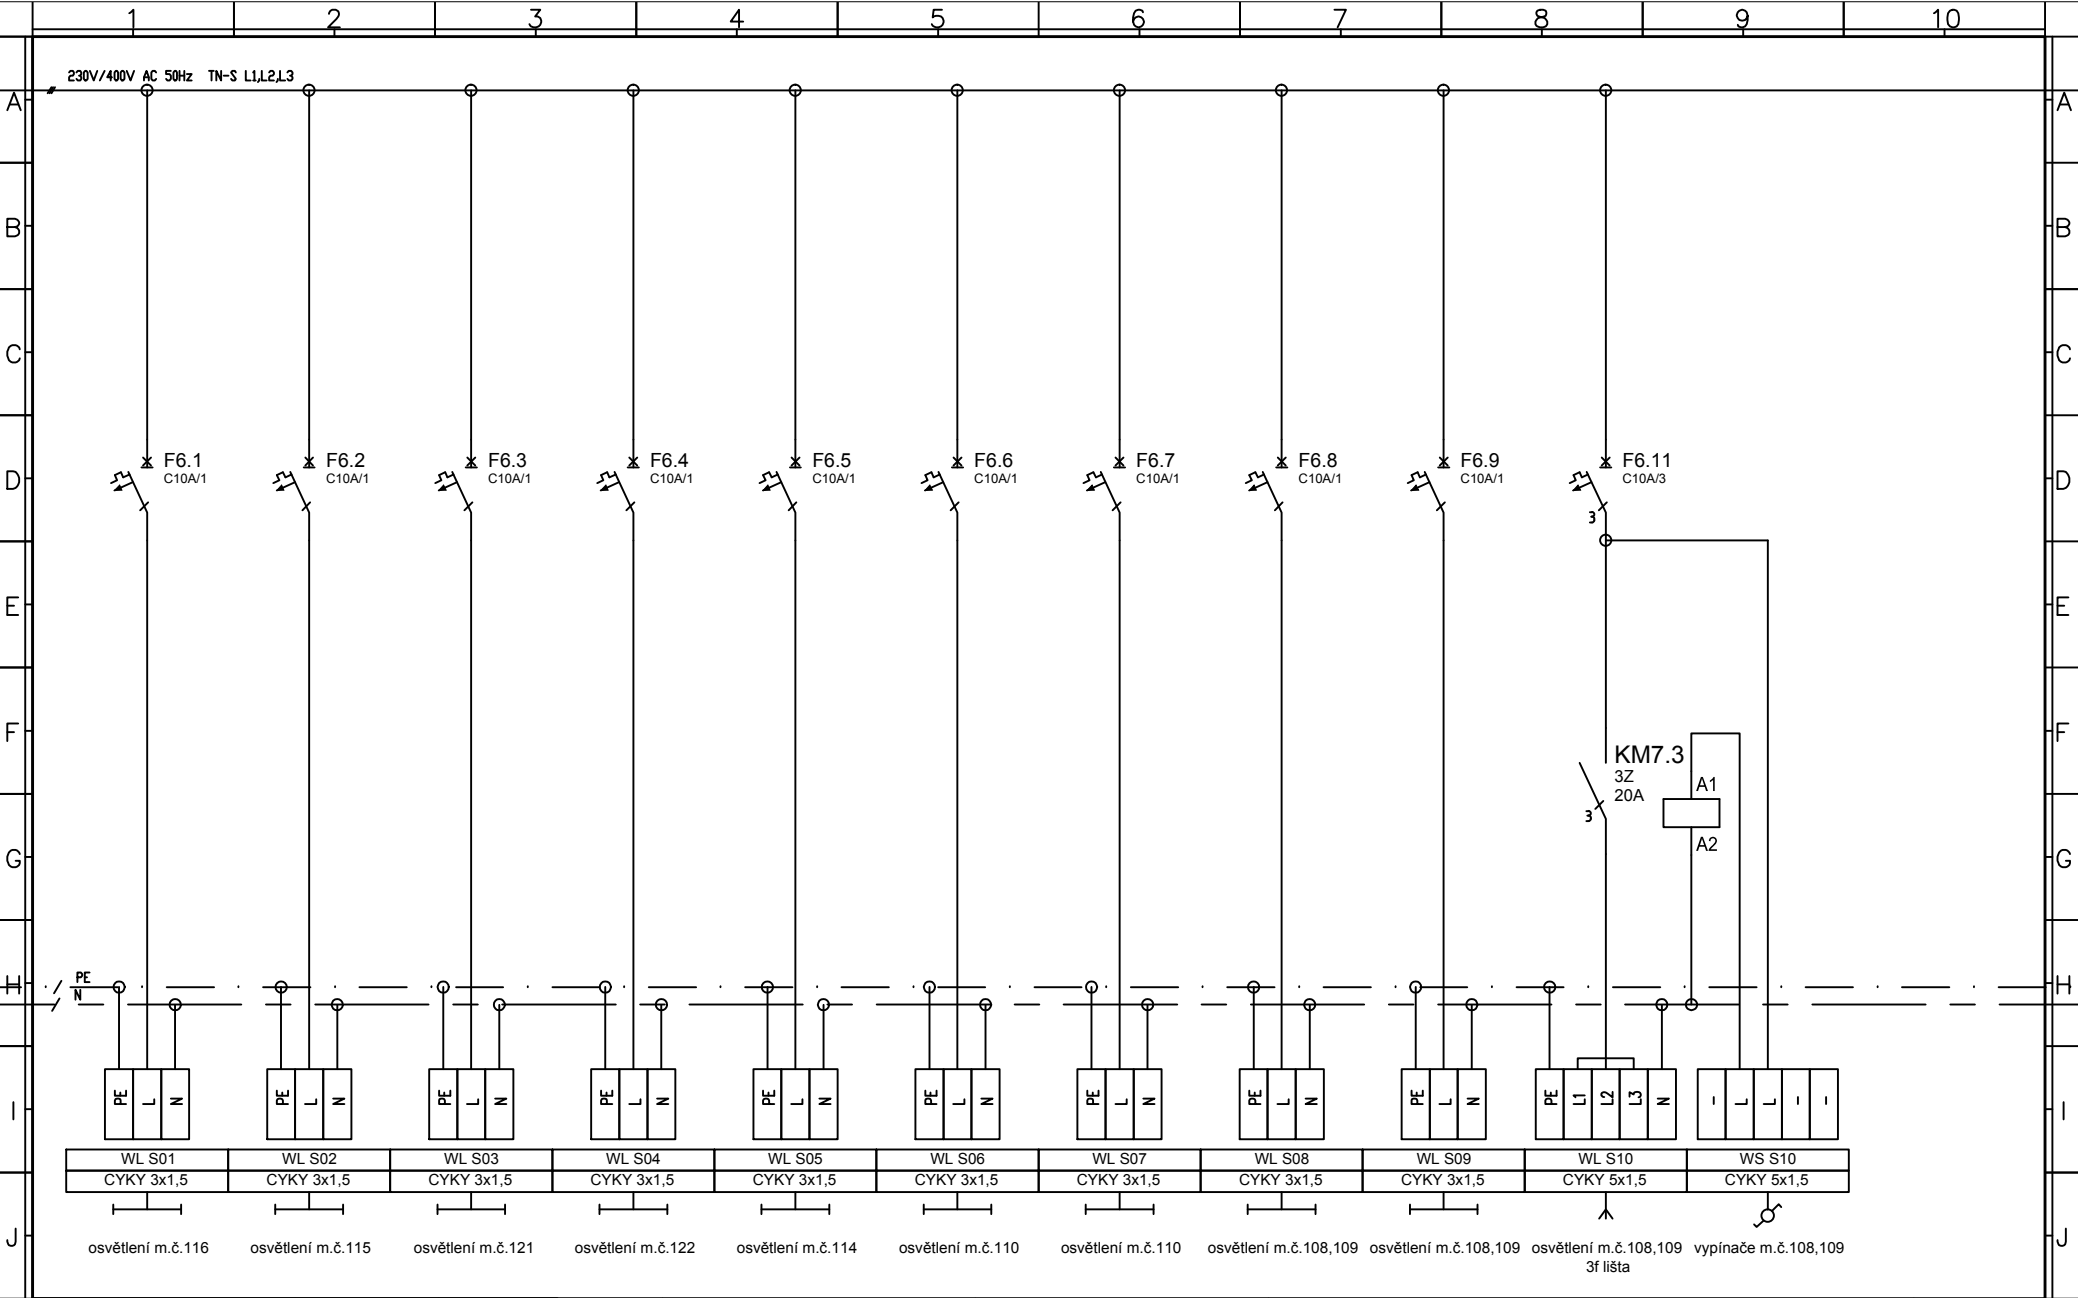 1 2 3 4 5 6 7 8 9 10
230V/400V AC 50Hz TN-S L1,L2,L3
A A
B B
C C
F6.1 F6.2 F6.3 F6.4 F6.5 F6.6 F6.7 F6.8 F6.9 F6.11
C10A/1 C10A/1 C10A/1 C10A/1 C10A/1 C10A/1 C10A/1 C10A/1 C10A/1 C10A/3
D D
3
E E
F F
KM7.3
3Z
20A
3
A1
A2
G G
PE
H H
N
PE L N PE L N PE L N PE L N PE L N PE L N PE L N PE L N PE L N PE L1 L2 L3 N - L L - -
I I
WL S01 WL S02 WL S03 WL S04 WL S05 WL S06 WL S07 WL S08 WL S09 WL S10 WS S10
CYKY 3x1,5 CYKY 3x1,5 CYKY 3x1,5 CYKY 3x1,5 CYKY 3x1,5 CYKY 3x1,5 CYKY 3x1,5 CYKY 3x1,5 CYKY 3x1,5 CYKY 5x1,5 CYKY 5x1,5
J J
osvětlení m.č.116 osvětlení m.č.115 osvětlení m.č.121 osvětlení m.č.122 osvětlení m.č.114 osvětlení m.č.110 osvětlení m.č.110 osvětlení m.č.108,109 osvětlení m.č.108,109 osvětlení m.č.108,109 vypínače m.č.108,109
3f lišta